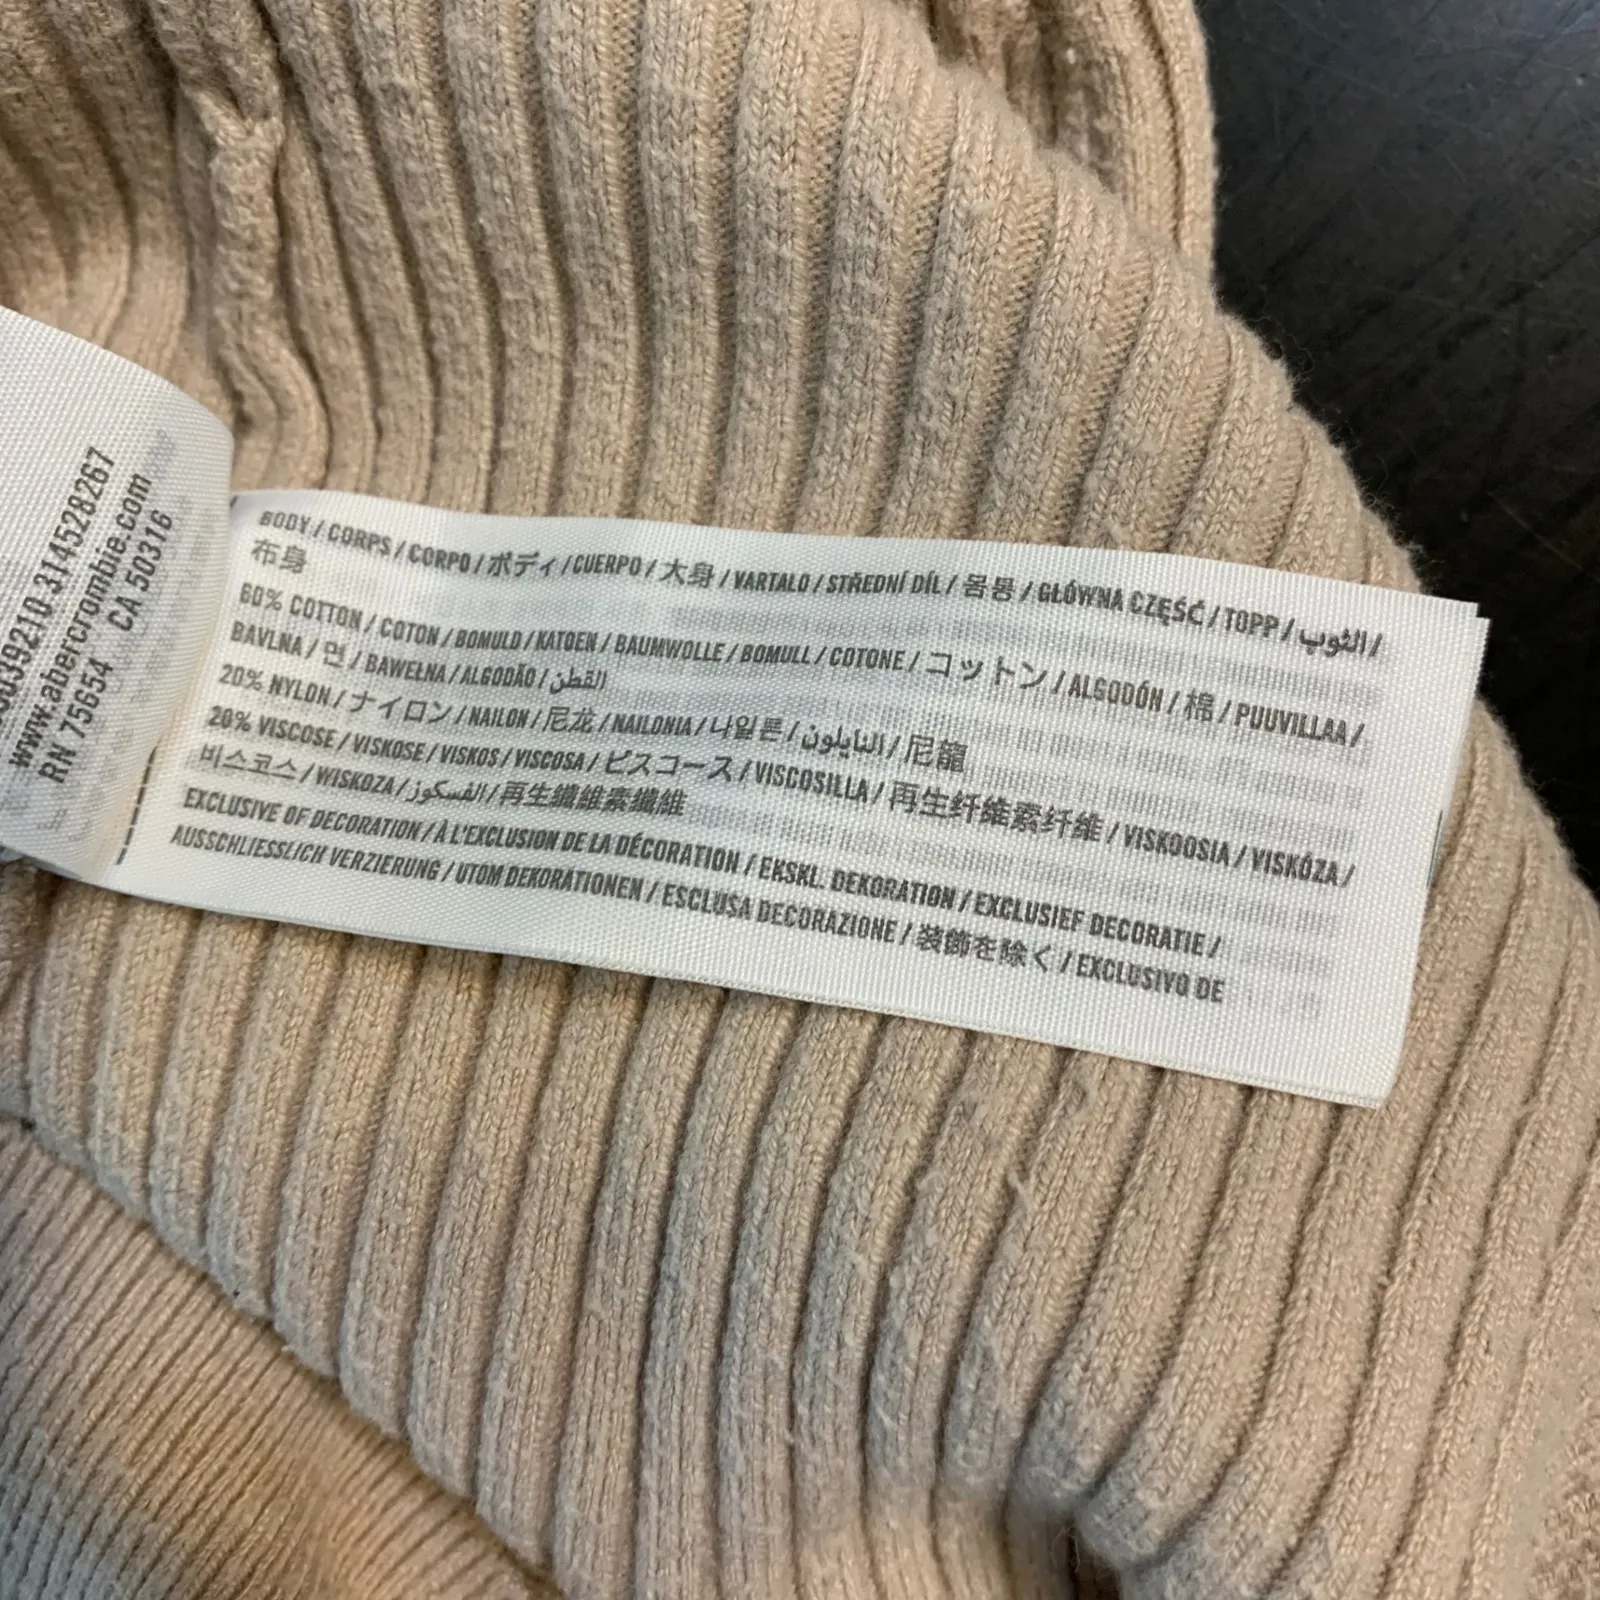 314528267
www.abercrombie.com
RN 75654 CA 50316
BODY / CORPS / CORPO / ボディ / CUERPO / 大身 / VARTALO / STŘEDNÍ DÍL / 몸통 / GŁÓWNA CZĘŚĆ / TOPP / الثوب /
布身
60% COTTON / COTON / BOMULD / KATOEN / BAUMWOLLE / BOMULL / COTONE / コットン / ALGODÓN / 棉 / PUUVILLAA /
BAVLNA / 면 / BAWEŁNA / ALGODÃO / القطن
20% NYLON / ナイロン / NAILON / 尼龙 / NAILONIA / 나일론 / النايلون / 尼龍
20% VISCOSE / VISKOSE / VISKOS / VISCOSA / ビスコース / VISCOSILLA / 再生纤维素纤维 / VISKOOSIA / VISKÓZA /
비스코스 / WISKOZA / الفسكوز / 再生纖維素纖維
EXCLUSIVE OF DECORATION / À L'EXCLUSION DE LA DÉCORATION / EKSKL. DEKORATION / EXCLUSIEF DECORATIE /
AUSSCHLIESSLICH VERZIERUNG / UTOM DEKORATIONEN / ESCLUSA DECORAZIONE / 装飾を除く / EXCLUSIVO DE